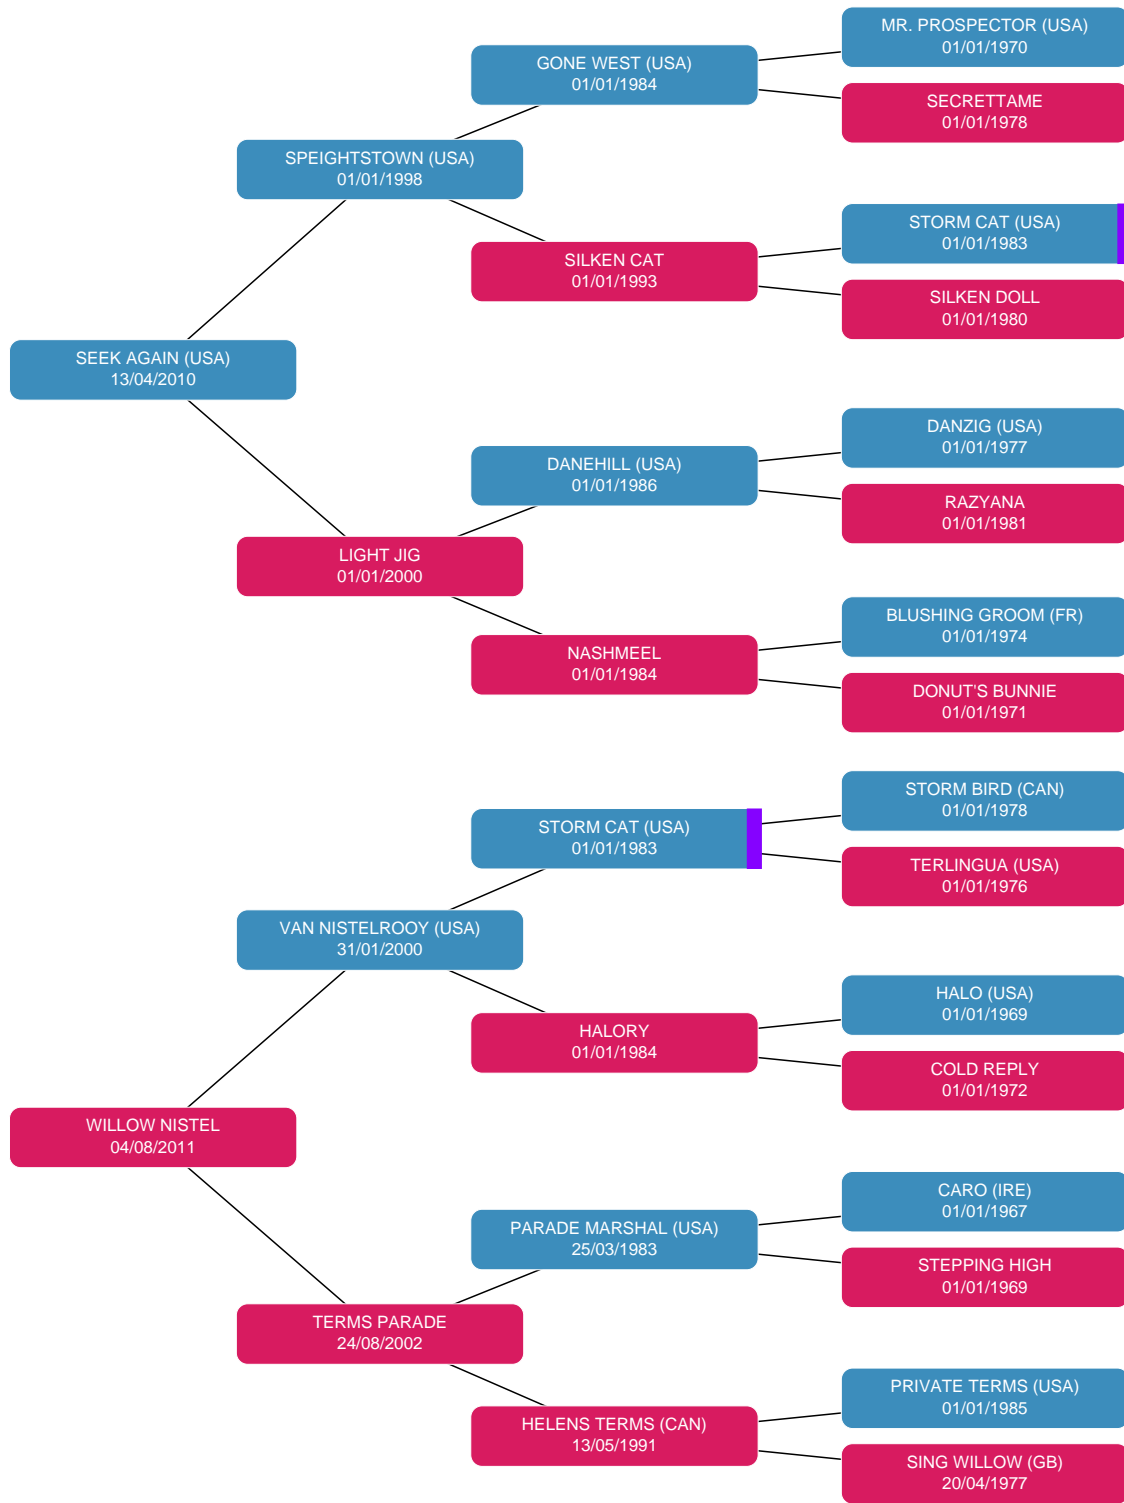 MR. PROSPECTOR (USA)
01/01/1970
GONE WEST (USA)
01/01/1984
SECRETTAME
01/01/1978
SPEIGHTSTOWN (USA)
01/01/1998
STORM CAT (USA)
01/01/1983
SILKEN CAT
01/01/1993
SILKEN DOLL
01/01/1980
SEEK AGAIN (USA)
13/04/2010
DANZIG (USA)
01/01/1977
DANEHILL (USA)
01/01/1986
RAZYANA
01/01/1981
LIGHT JIG
01/01/2000
BLUSHING GROOM (FR)
01/01/1974
NASHMEEL
01/01/1984
DONUT'S BUNNIE
01/01/1971
STORM BIRD (CAN)
01/01/1978
STORM CAT (USA)
01/01/1983
TERLINGUA (USA)
01/01/1976
VAN NISTELROOY (USA)
31/01/2000
HALO (USA)
01/01/1969
HALORY
01/01/1984
COLD REPLY
01/01/1972
WILLOW NISTEL
04/08/2011
CARO (IRE)
01/01/1967
PARADE MARSHAL (USA)
25/03/1983
STEPPING HIGH
01/01/1969
TERMS PARADE
24/08/2002
PRIVATE TERMS (USA)
01/01/1985
HELENS TERMS (CAN)
13/05/1991
SING WILLOW (GB)
20/04/1977